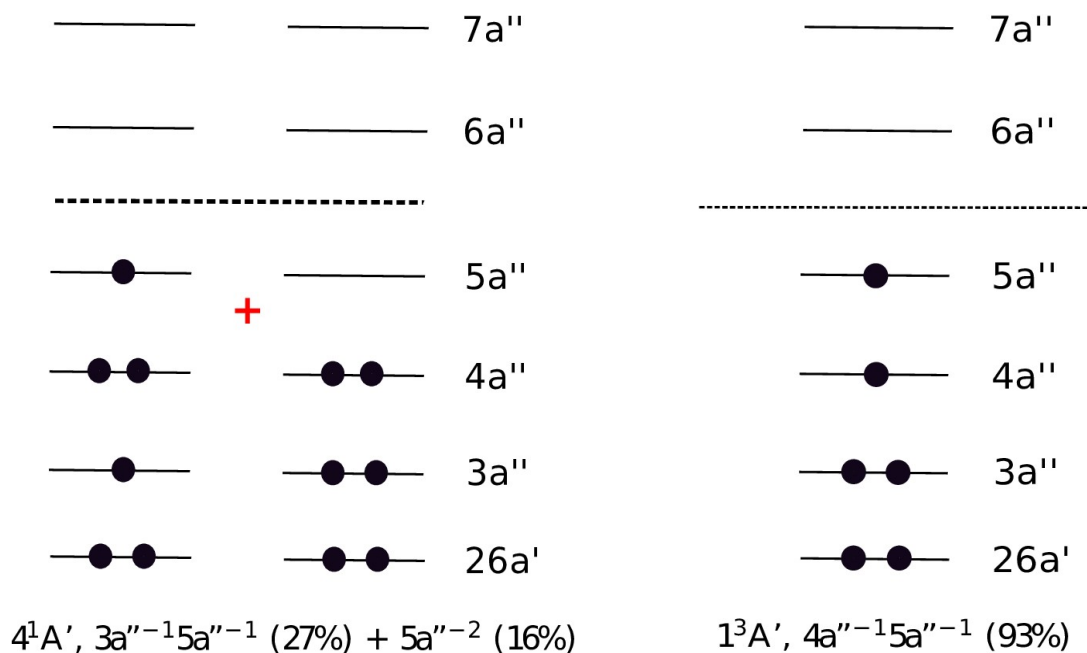 7a'' 7a''
6a'' 6a''
5a'' 5a''
+
4a'' 4a''
3a'' 3a''
26a' 26a'
4¹A’, 3a”⁻¹5a”⁻¹ (27%) + 5a”⁻² (16%) 1³A’, 4a”⁻¹5a”⁻¹ (93%)